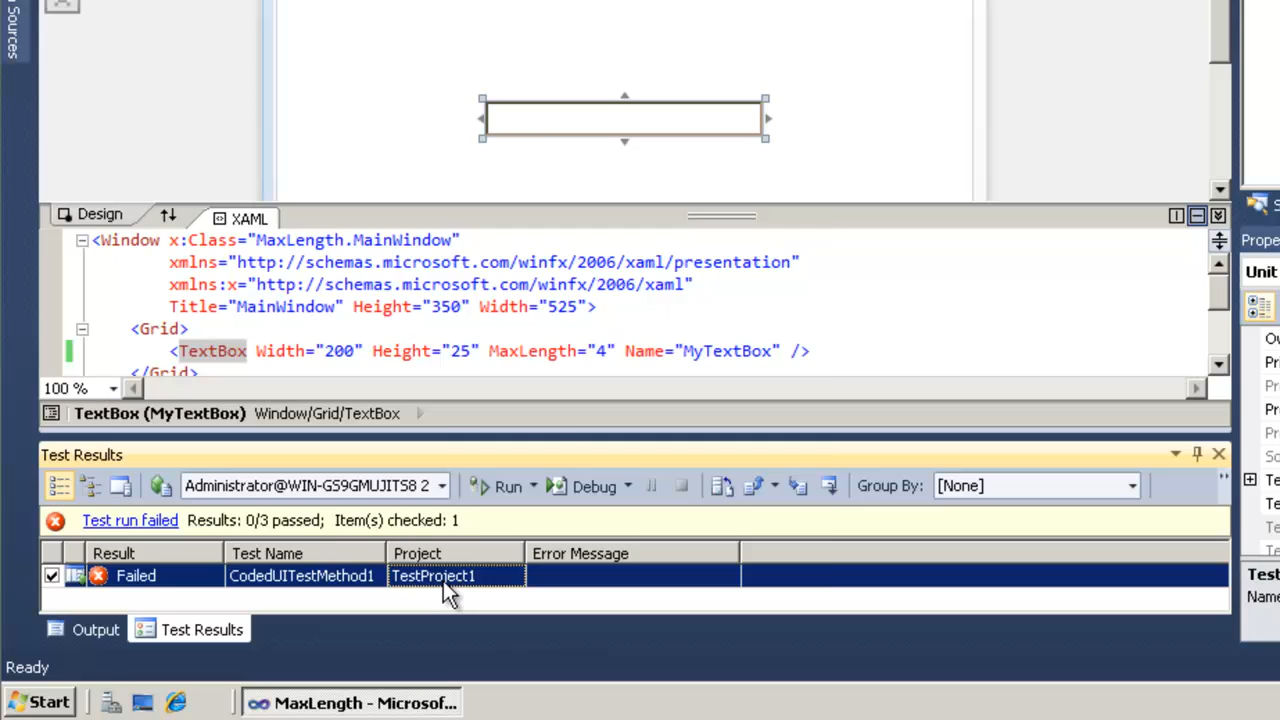 Sources
Design
XAML
<Window x:Class="MaxLength.MainWindow"
xmlns="http://schemas.microsoft.com/winfx/2006/xaml/presentation"
xmlns:x="http://schemas.microsoft.com/winfx/2006/xaml"
Title="MainWindow" Height="350" Width="525">
<Grid>
<TextBox Width="200" Height="25" MaxLength="4" Name="MyTextBox" />
</Grid>
100 %
TextBox (MyTextBox) Window/Grid/TextBox
Test Results
Administrator@WIN-GS9GMUJITS8 2 Run Debug Group By: [None]
Test run failed Results: 0/3 passed; Item(s) checked: 1
Result Test Name Project Error Message
Failed CodedUITestMethod1 TestProject1
Output Test Results
Ready
Start MaxLength - Microsof...
Prope
Unit
Test
Name